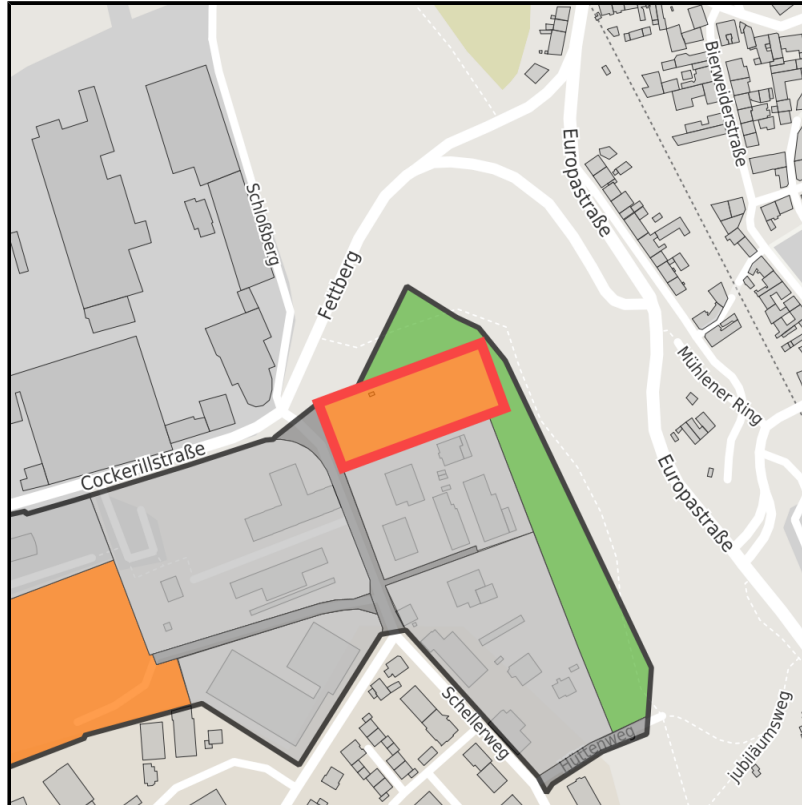 Bierweiderstraße
Europastraße
Schloßberg
Fettberg
Mühlener Ring
Cockerillstraße
Europastraße
Schellerweg
Hüttenweg
jubiläumsweg